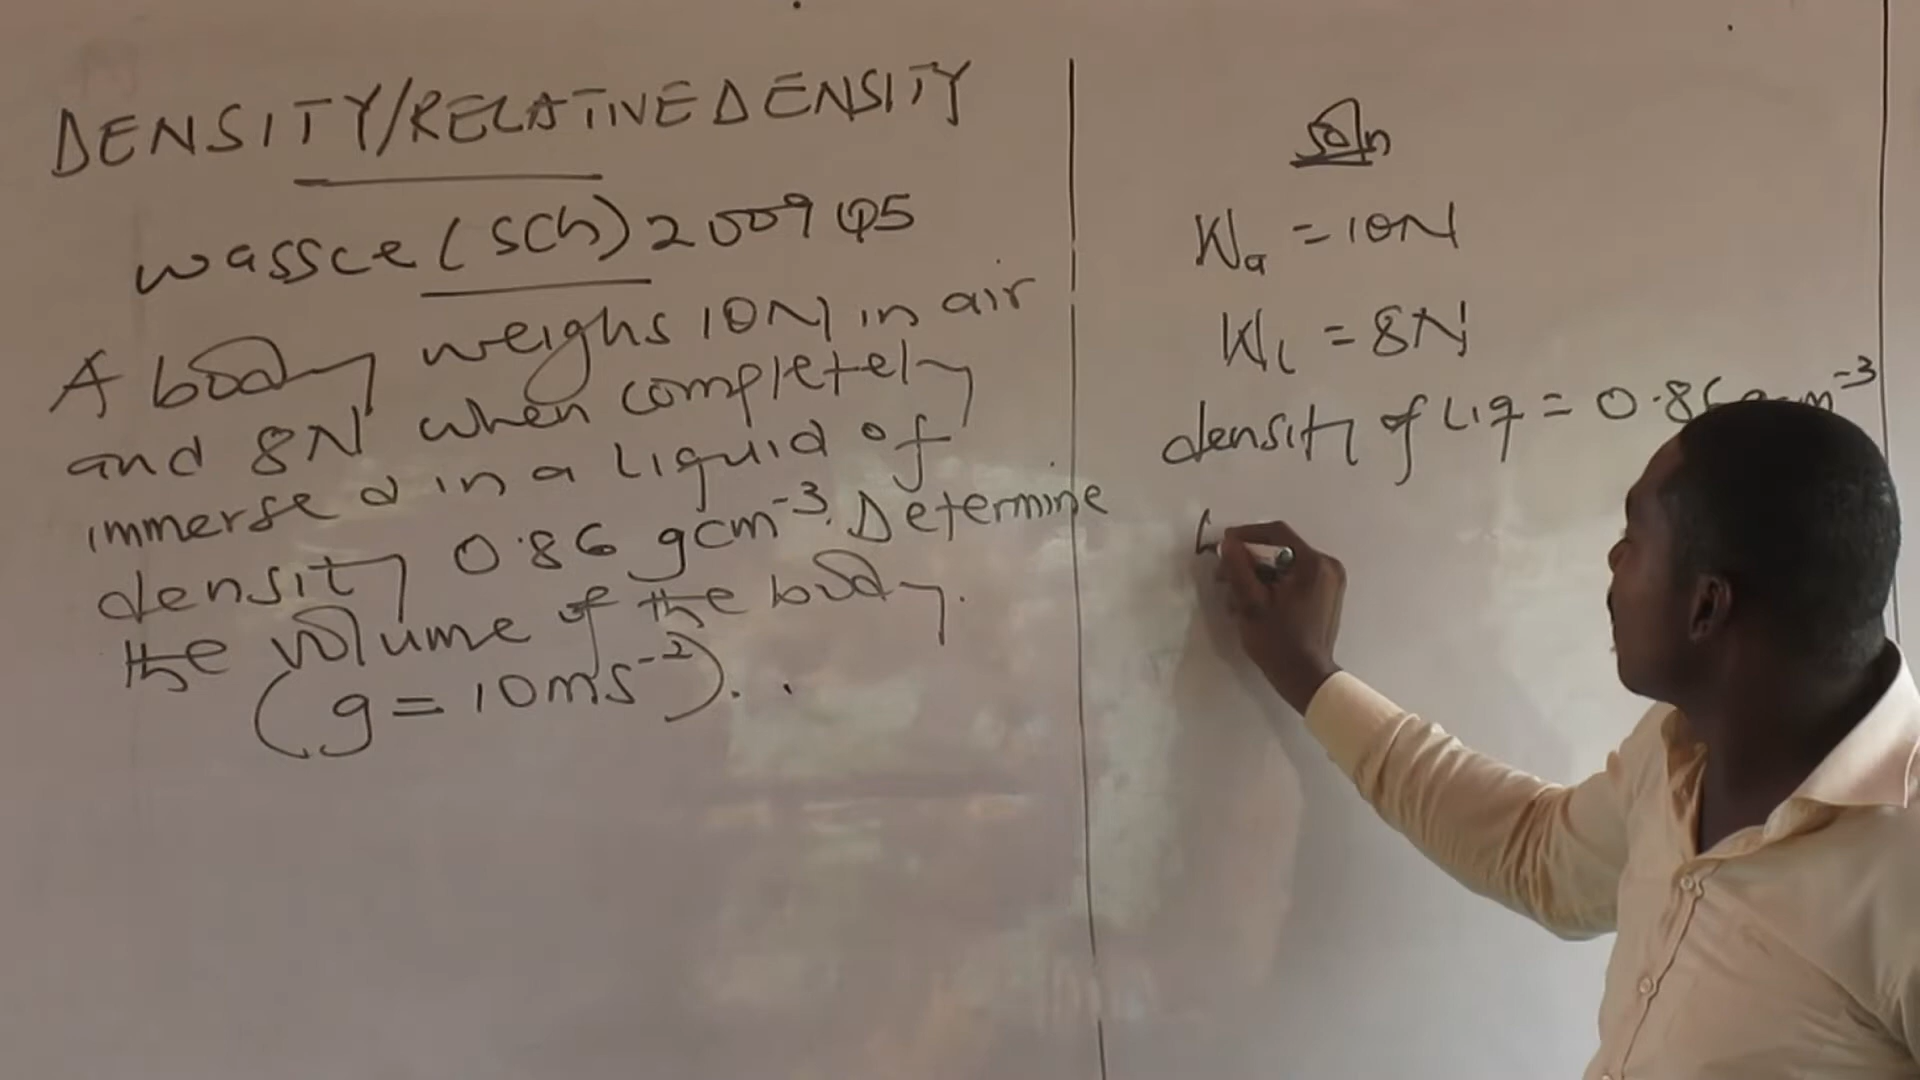 DENSITY/RELATIVE DENSITY
wassce (SCh) 2009 Q5
A body weighs 10N in air
and 8N when completely
immersed in a liquid of
density 0.86 gcm⁻³. Determine
the volume of the body.
(g = 10ms⁻²).
Soln
Wa = 10N
WL = 8N
density of Liq = 0.86 gcm⁻³